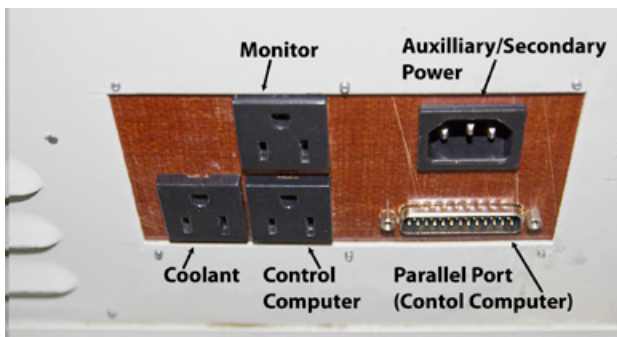 Monitor
Auxilliary/Secondary
Power
Coolant
Control
Computer
Parallel Port
(Contol Computer)